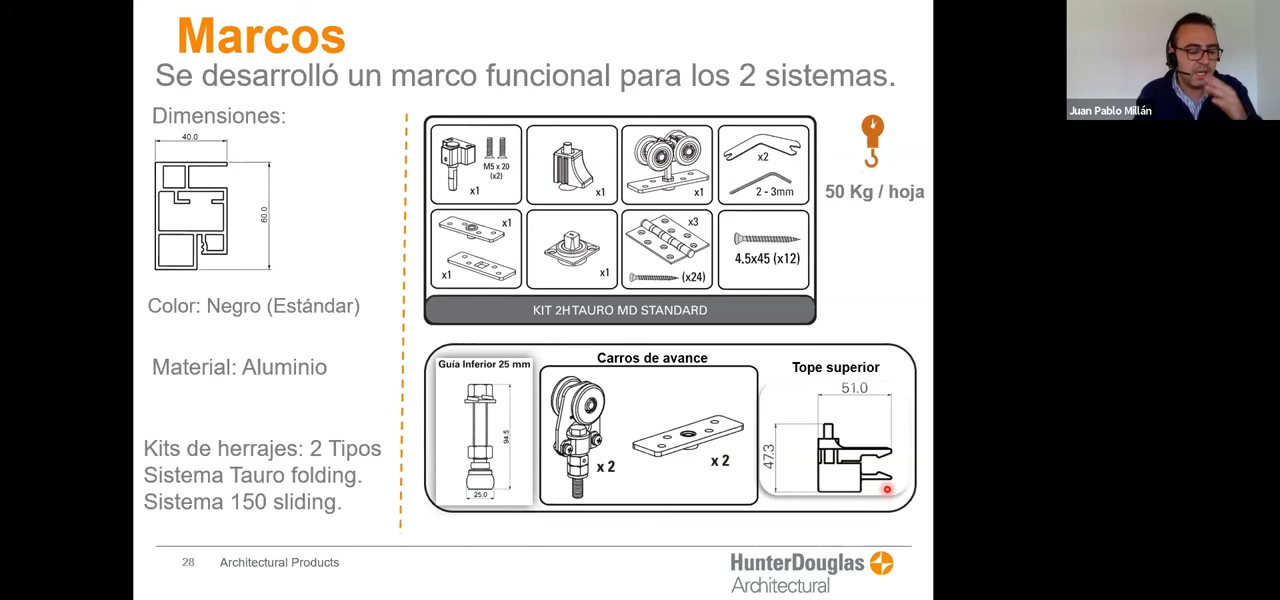 Marcos
Se desarrolló un marco funcional para los 2 sistemas.
Dimensiones:
40.0
60.0
Color: Negro (Estándar)
Material: Aluminio
Kits de herrajes: 2 Tipos
Sistema Tauro folding.
Sistema 150 sliding.
M5 x 20
(x2)
x1
x1
x1
x2
2 - 3mm
x1
x1
x1
x3
(x24)
4.5x45 (x12)
KIT 2H TAURO MD STANDARD
50 Kg / hoja
Guía Inferior 25 mm
94.5
25.0
Carros de avance
x 2
x 2
Tope superior
51.0
47.3
28 Architectural Products
HunterDouglas
Architectural
Juan Pablo Millán